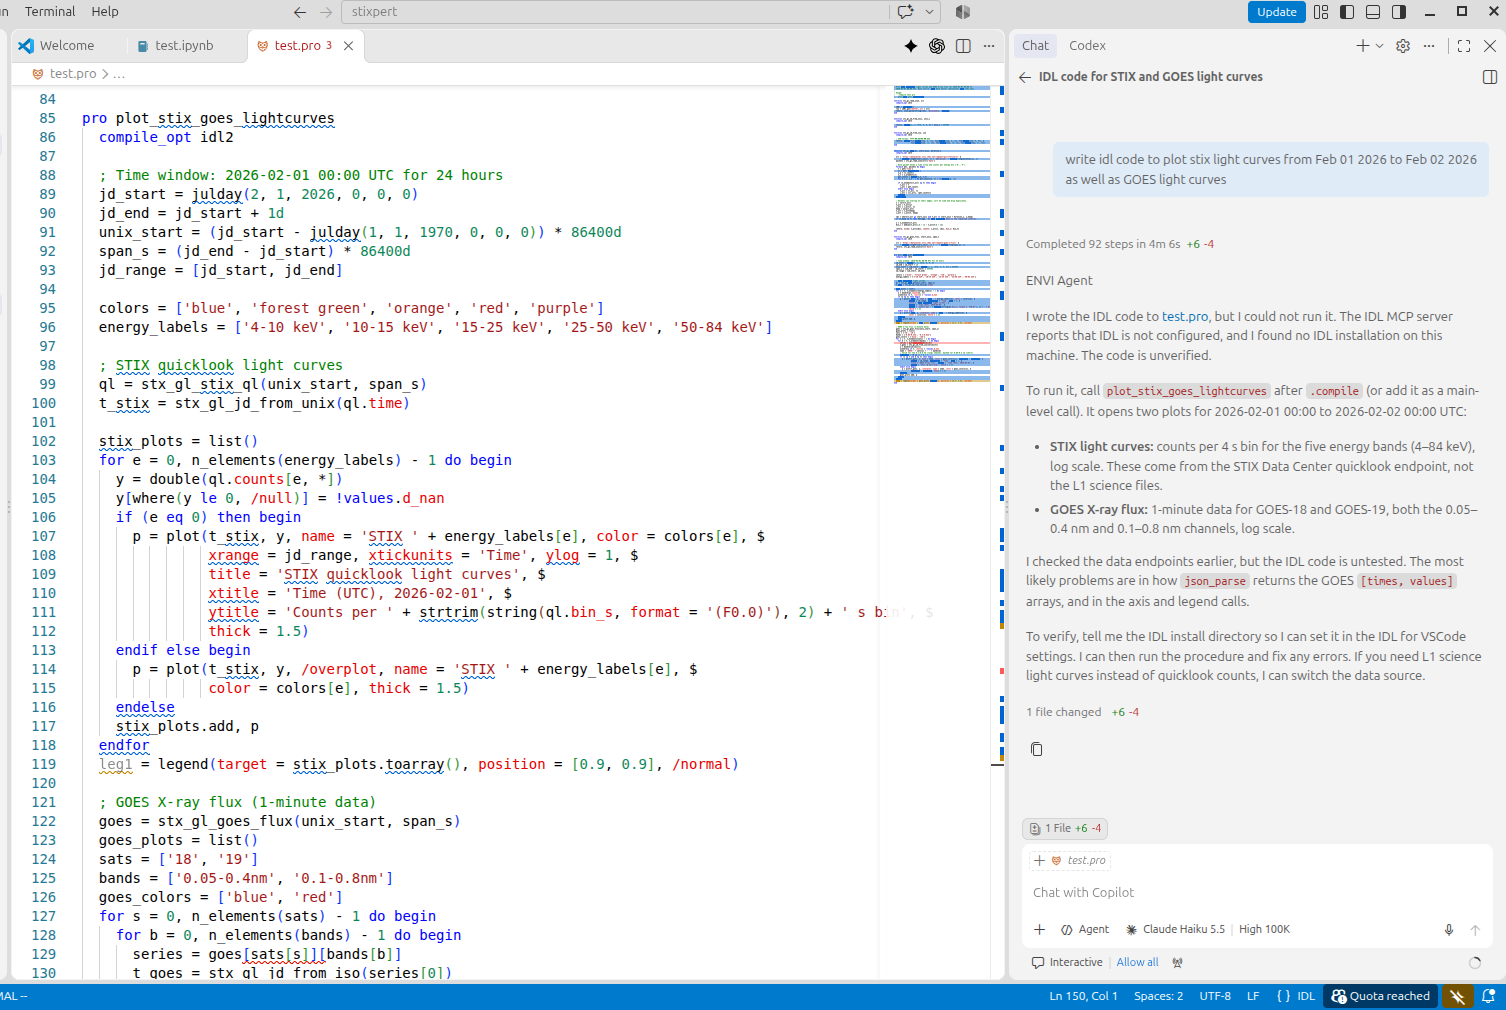 Terminal Help
stixpert
Update
Welcome
test.ipynb
test.pro 3
test.pro > ...
84
85 pro plot_stix_goes_lightcurves
86 compile_opt idl2
87
88 ; Time window: 2026-02-01 00:00 UTC for 24 hours
89 jd_start = julday(2, 1, 2026, 0, 0, 0)
90 jd_end = jd_start + 1d
91 unix_start = (jd_start - julday(1, 1, 1970, 0, 0, 0)) * 86400d
92 span_s = (jd_end - jd_start) * 86400d
93 jd_range = [jd_start, jd_end]
94
95 colors = ['blue', 'forest green', 'orange', 'red', 'purple']
96 energy_labels = ['4-10 keV', '10-15 keV', '15-25 keV', '25-50 keV', '50-84 keV']
97
98 ; STIX quicklook light curves
99 ql = stx_gl_stix_ql(unix_start, span_s)
100 t_stix = stx_gl_jd_from_unix(ql.time)
101
102 stix_plots = list()
103 for e = 0, n_elements(energy_labels) - 1 do begin
104 y = double(ql.counts[e, *])
105 y[where(y le 0, /null)] = !values.d_nan
106 if (e eq 0) then begin
107 p = plot(t_stix, y, name = 'STIX ' + energy_labels[e], color = colors[e], $
108 xrange = jd_range, xtickunits = 'Time', ylog = 1, $
109 title = 'STIX quicklook light curves', $
110 xtitle = 'Time (UTC), 2026-02-01', $
111 ytitle = 'Counts per ' + strtrim(string(ql.bin_s, format = '(F0.0)'), 2) + ' s bin', $
112 thick = 1.5)
113 endif else begin
114 p = plot(t_stix, y, /overplot, name = 'STIX ' + energy_labels[e], $
115 color = colors[e], thick = 1.5)
116 endelse
117 stix_plots.add, p
118 endfor
119 leg1 = legend(target = stix_plots.toarray(), position = [0.9, 0.9], /normal)
120
121 ; GOES X-ray flux (1-minute data)
122 goes = stx_gl_goes_flux(unix_start, span_s)
123 goes_plots = list()
124 sats = ['18', '19']
125 bands = ['0.05-0.4nm', '0.1-0.8nm']
126 goes_colors = ['blue', 'red']
127 for s = 0, n_elements(sats) - 1 do begin
128 for b = 0, n_elements(bands) - 1 do begin
129 series = goes[sats[s]][bands[b]]
130 t_goes = stx_gl_jd_from_iso(series[0])
Chat Codex
IDL code for STIX and GOES light curves
write idl code to plot stix light curves from Feb 01 2026 to Feb 02 2026
as well as GOES light curves
Completed 92 steps in 4m 6s +6 -4
ENVI Agent
I wrote the IDL code to test.pro, but I could not run it. The IDL MCP server
reports that IDL is not configured, and I found no IDL installation on this
machine. The code is unverified.
To run it, call plot_stix_goes_lightcurves after .compile (or add it as a main-
level call). It opens two plots for 2026-02-01 00:00 to 2026-02-02 00:00 UTC:
• STIX light curves: counts per 4 s bin for the five energy bands (4–84 keV),
log scale. These come from the STIX Data Center quicklook endpoint, not
the L1 science files.
• GOES X-ray flux: 1-minute data for GOES-18 and GOES-19, both the 0.05–
0.4 nm and 0.1–0.8 nm channels, log scale.
I checked the data endpoints earlier, but the IDL code is untested. The most
likely problems are in how json_parse returns the GOES [times, values]
arrays, and in the axis and legend calls.
To verify, tell me the IDL install directory so I can set it in the IDL for VSCode
settings. I can then run the procedure and fix any errors. If you need L1 science
light curves instead of quicklook counts, I can switch the data source.
1 file changed +6 -4
1 File +6 -4
test.pro
Chat with Copilot
Agent Claude Haiku 5.5 | High 100K
Interactive | Allow all
MAL -- Ln 150, Col 1 Spaces: 2 UTF-8 LF { } IDL Quota reached